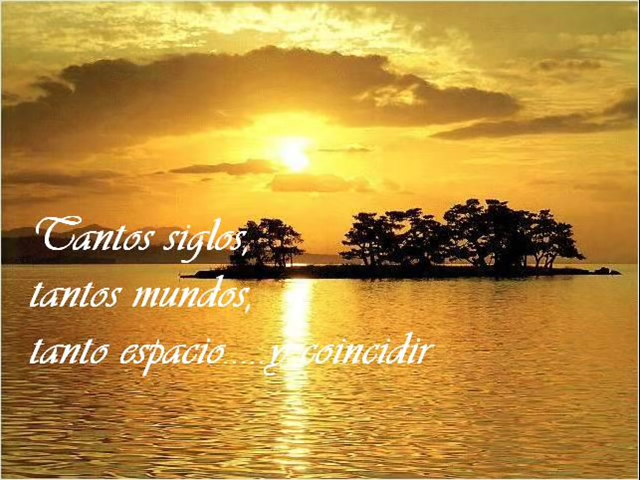 Tantos siglos,
tantos mundos,
tanto espacio.....y coincidir